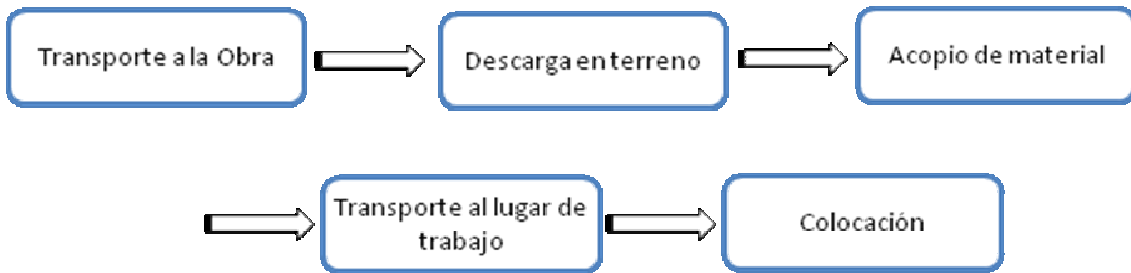 Transporte a la Obra
Descarga en terreno
Acopio de material
Transporte al lugar de
trabajo
Colocación